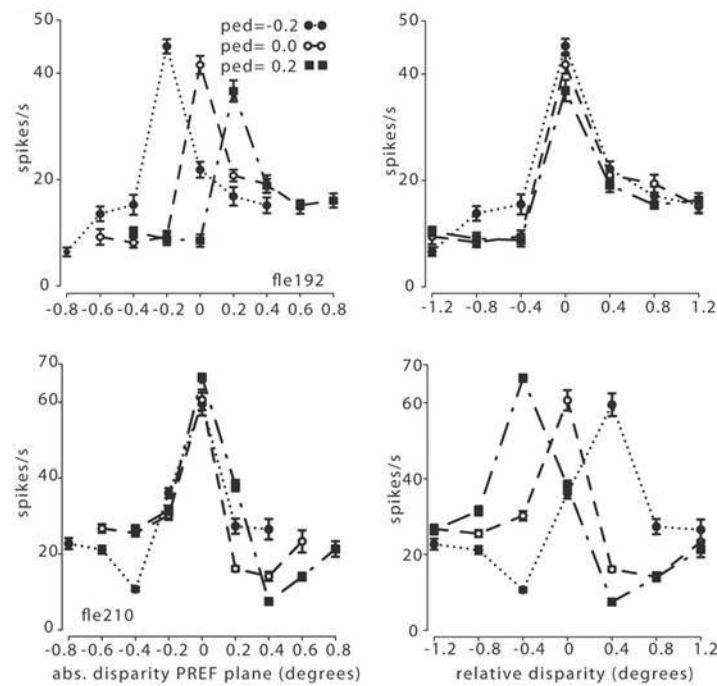 ped=-0.2
ped= 0.0
ped= 0.2
spikes/s
50
40
20
0
fle192
-0.8 -0.6 -0.4 -0.2 0 0.2 0.4 0.6 0.8
spikes/s
50
40
20
0
-1.2 -0.8 -0.4 0 0.4 0.8 1.2
spikes/s
70
60
40
20
0
fle210
-0.8 -0.6 -0.4 -0.2 0 0.2 0.4 0.6 0.8
abs. disparity PREF plane (degrees)
spikes/s
70
60
40
20
0
-1.2 -0.8 -0.4 0 0.4 0.8 1.2
relative disparity (degrees)